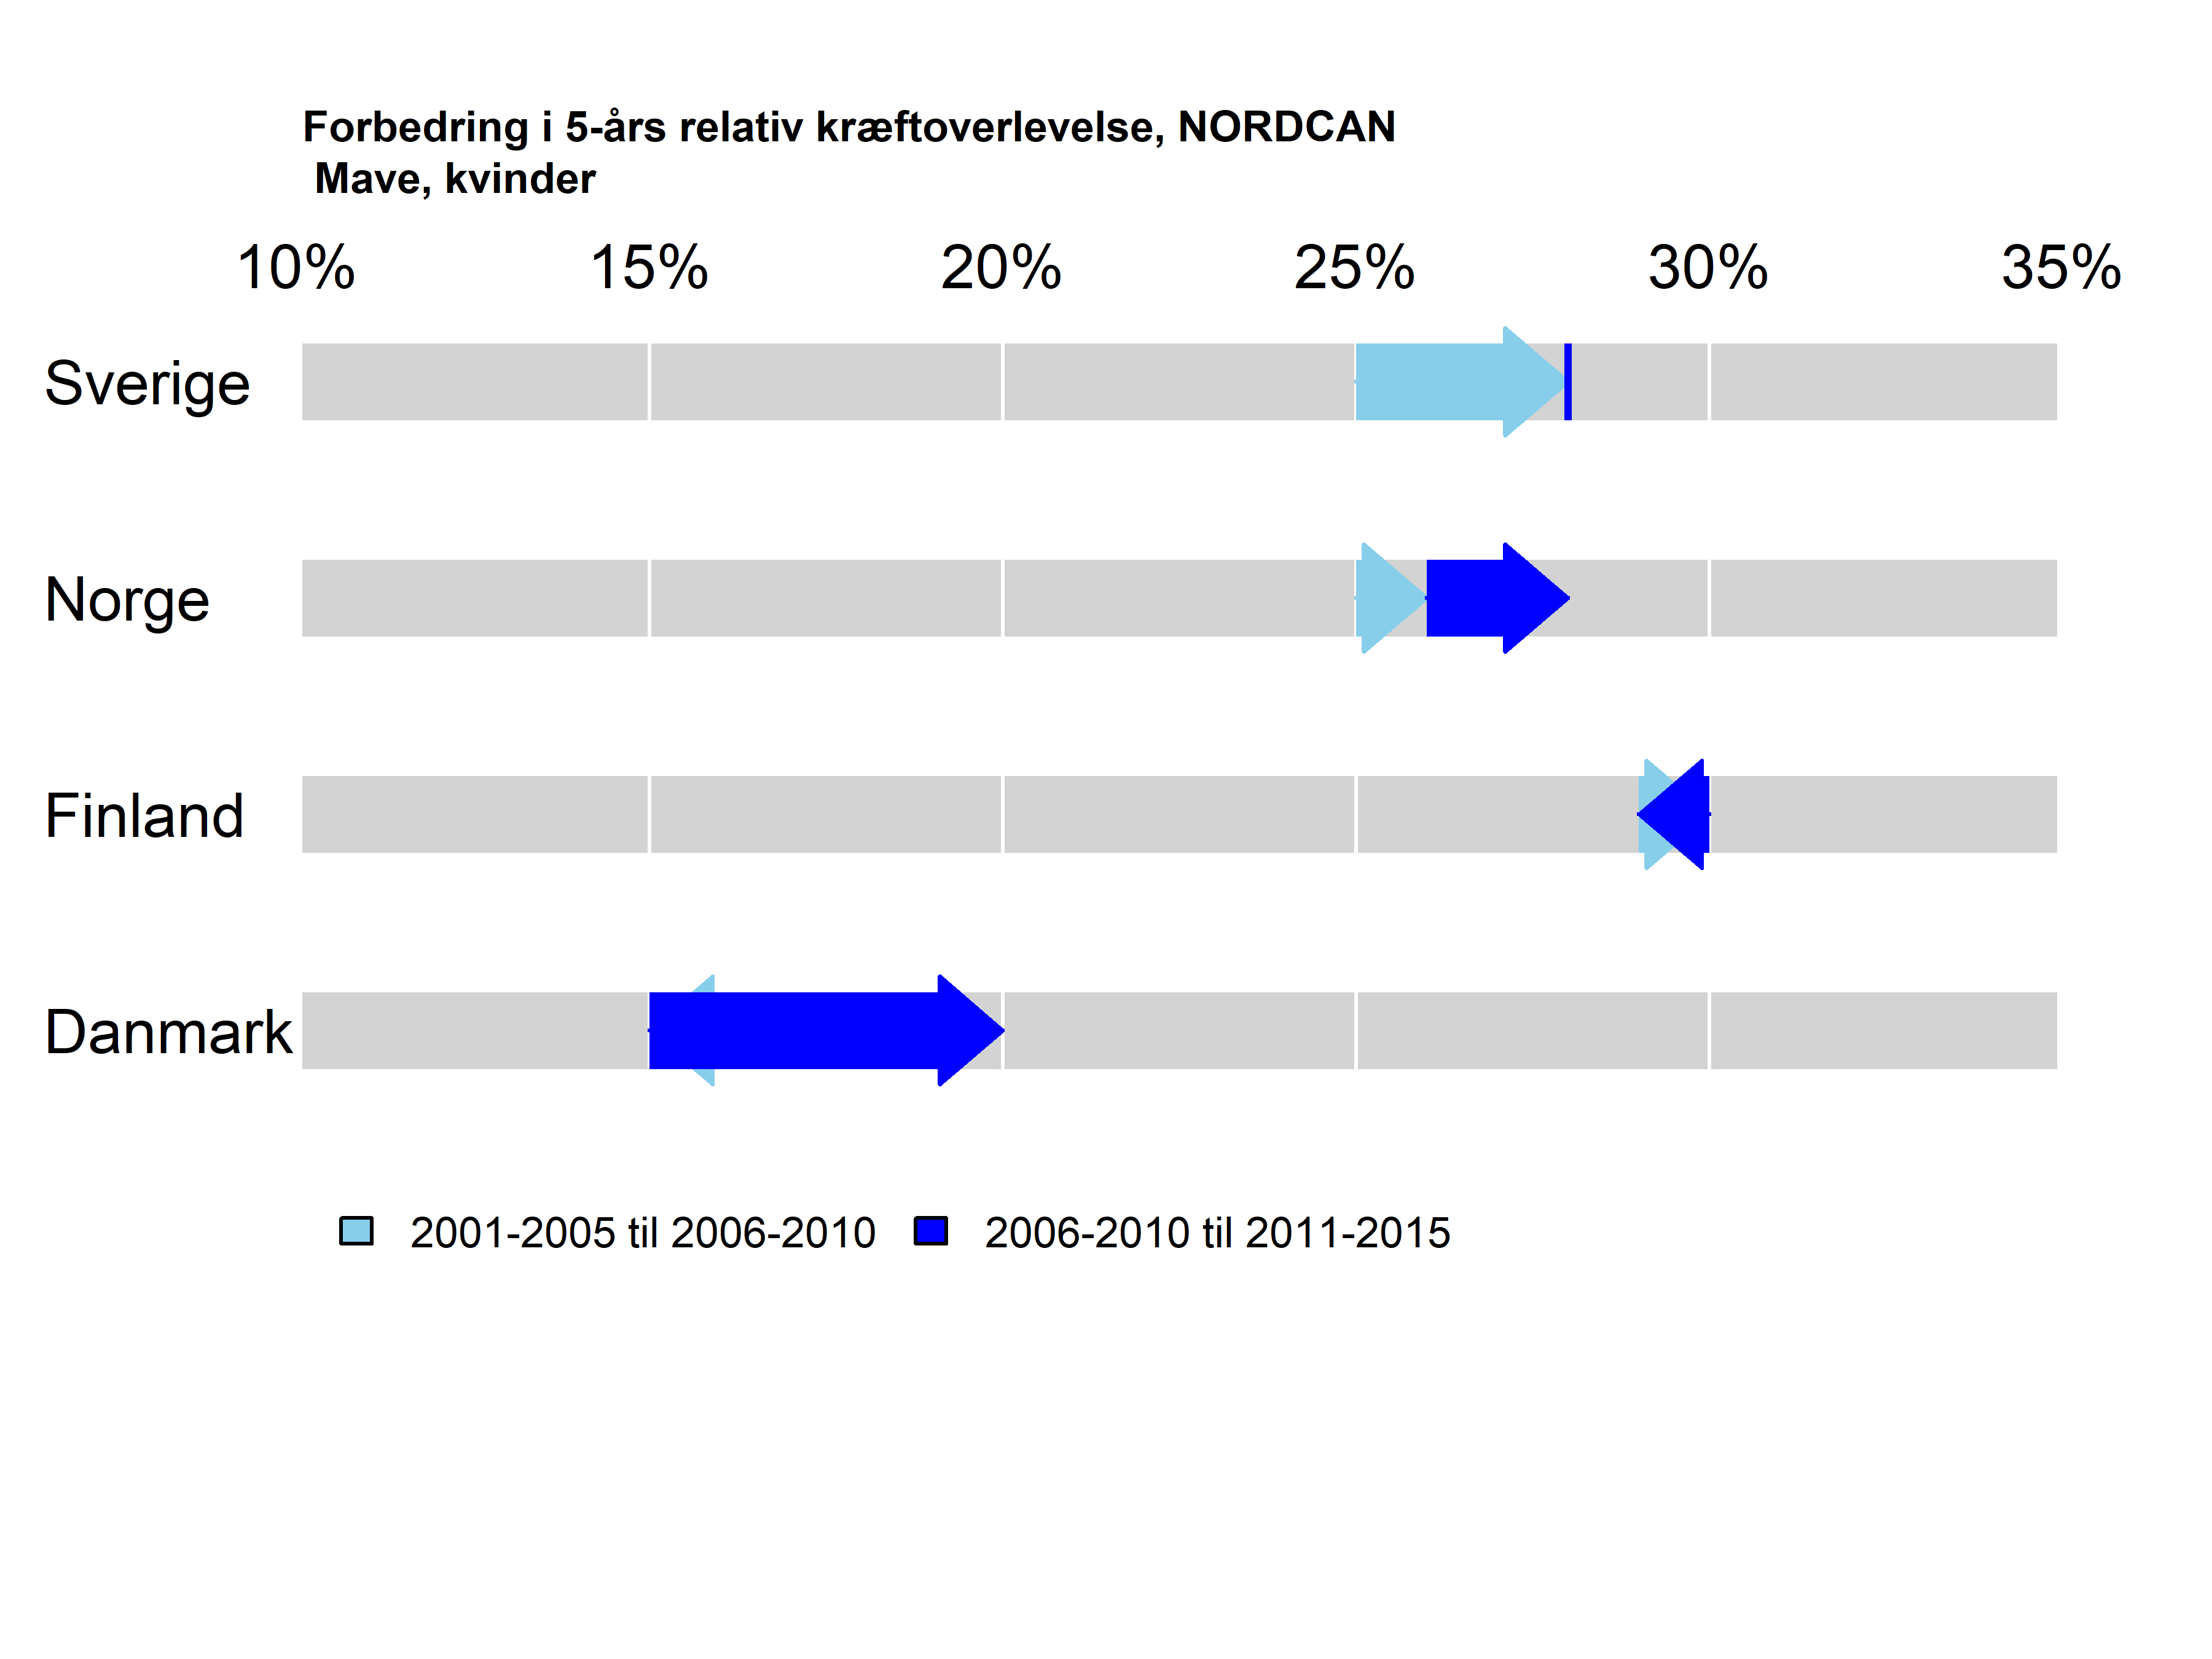 Forbedring i 5-års relativ kræftoverlevelse, NORDCAN
Mave, kvinder
10% 15% 20% 25% 30% 35%
Sverige
Norge
Finland
Danmark
2001-2005 til 2006-2010 2006-2010 til 2011-2015